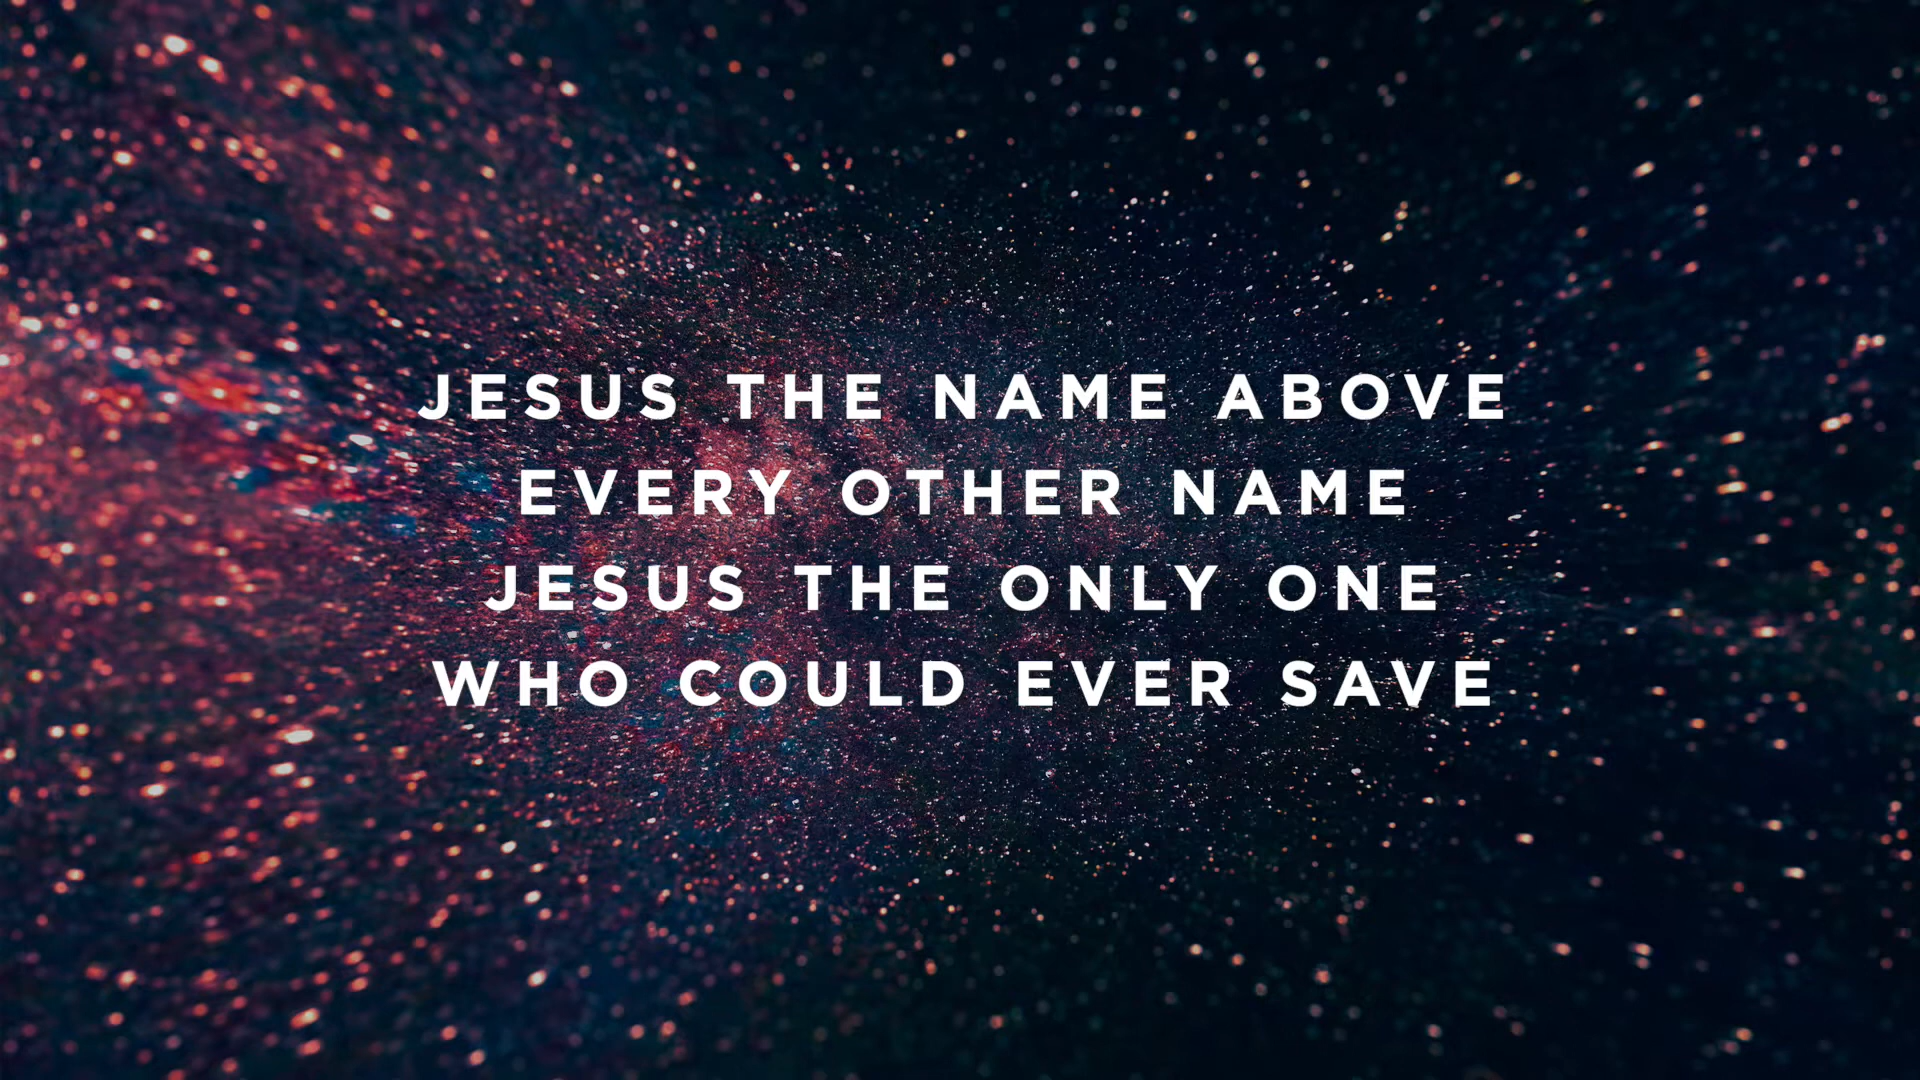 JESUS THE NAME ABOVE
EVERY OTHER NAME
JESUS THE ONLY ONE
WHO COULD EVER SAVE